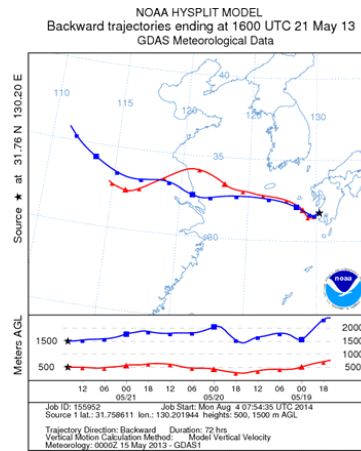 NOAA HYSPLIT MODEL
Backward trajectories ending at 1600 UTC 21 May 13
GDAS Meteorological Data
Source ★ at 31.76 N 130.20 E
110
115
120
125
130
40
35
30
noaa
Meters AGL
1500
500
2000
1500
1000
500
12 06 00 18 12 06 00 18 12 06 00 18
05/21 05/20 05/19
Job ID: 155952 Job Start: Mon Aug 4 07:54:35 UTC 2014
Source 1 lat.: 31.758611 lon.: 130.201944 heights: 500, 1500 m AGL
Trajectory Direction: Backward Duration: 72 hrs
Vertical Motion Calculation Method: Model Vertical Velocity
Meteorology: 0000Z 15 May 2013 - GDAS1